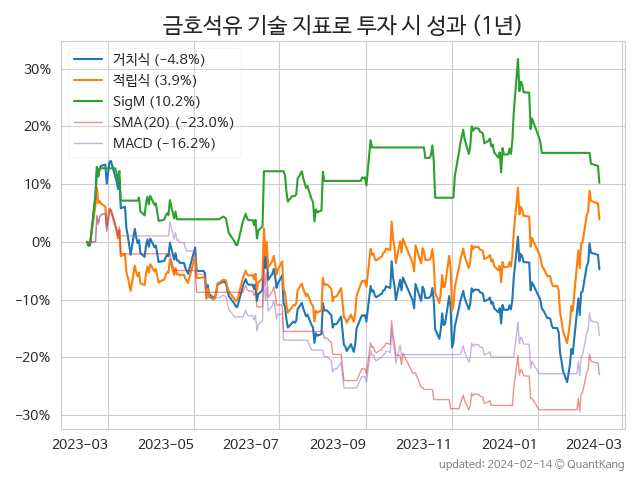 금호석유 기술 지표로 투자 시 성과 (1년)
거치식 (−4.8%)
적립식 (3.9%)
SigM (10.2%)
SMA(20) (−23.0%)
MACD (−16.2%)
30%
20%
10%
0%
−10%
−20%
−30%
2023-03 2023-05 2023-07 2023-09 2023-11 2024-01 2024-03
updated: 2024-02-14 © QuantKang